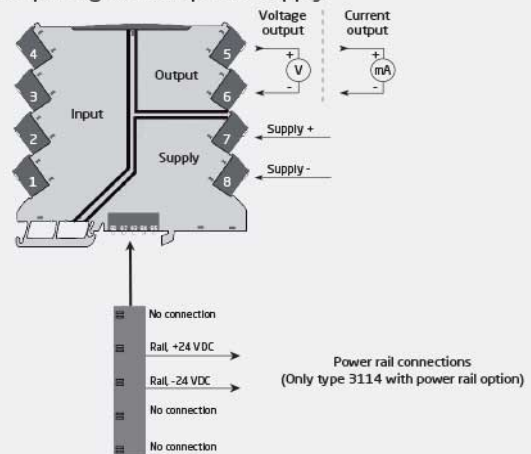 Voltage output
Current output
4
3
2
1
5
6
7
8
Input
Output
Supply
+
V
-
+
mA
-
Supply +
Supply -
No connection
Rail, +24 VDC
Rail, -24 VDC
No connection
No connection
Power rail connections
(Only type 3114 with power rail option)